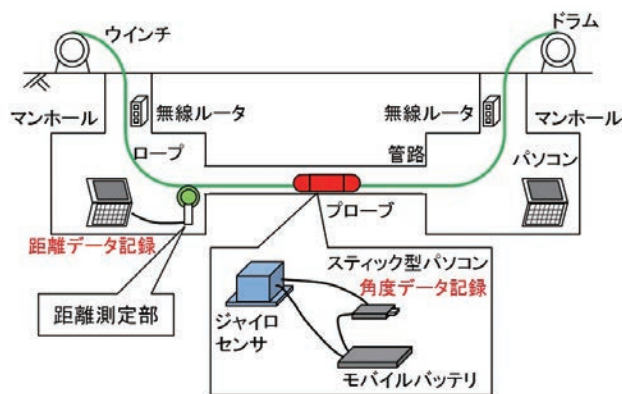 ウインチ
ドラム
マンホール
無線ルータ
無線ルータ
マンホール
ロープ
管路
パソコン
プローブ
距離データ記録
距離測定部
スティック型パソコン
角度データ記録
ジャイロ
センサ
モバイルバッテリ